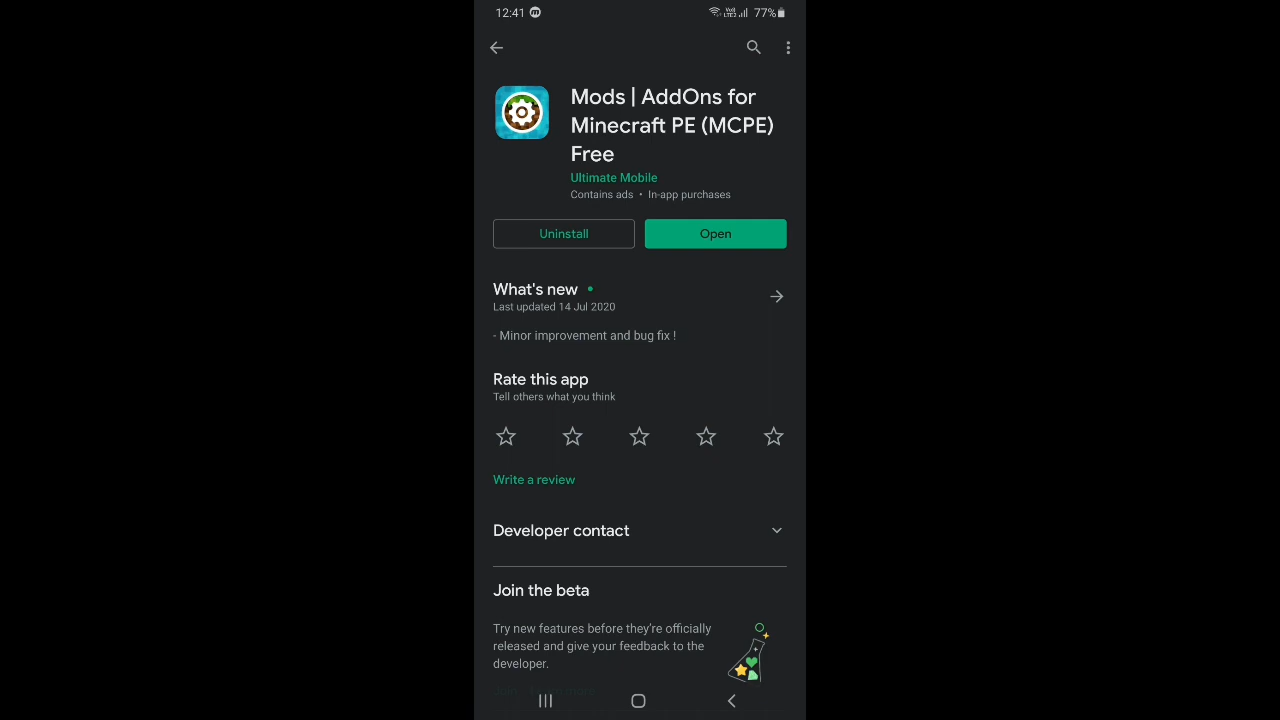 12:41
77%
Mods | AddOns for
Minecraft PE (MCPE)
Free
Ultimate Mobile
Contains ads • In-app purchases
Uninstall
Open
What's new •
Last updated 14 Jul 2020
- Minor improvement and bug fix !
Rate this app
Tell others what you think
Write a review
Developer contact
Join the beta
Try new features before they're officially
released and give your feedback to the
developer.